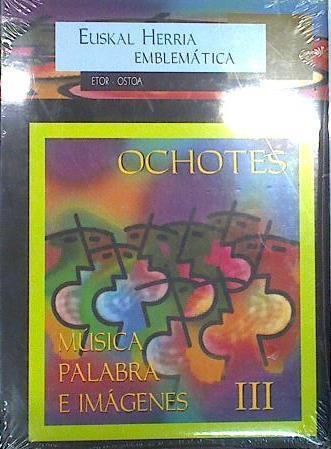 EUSKAL HERRIA
EMBLEMÁTICA
ETOR - OSTOA
OCHOTES
MÚSICA
PALABRA
E IMÁGENES
III